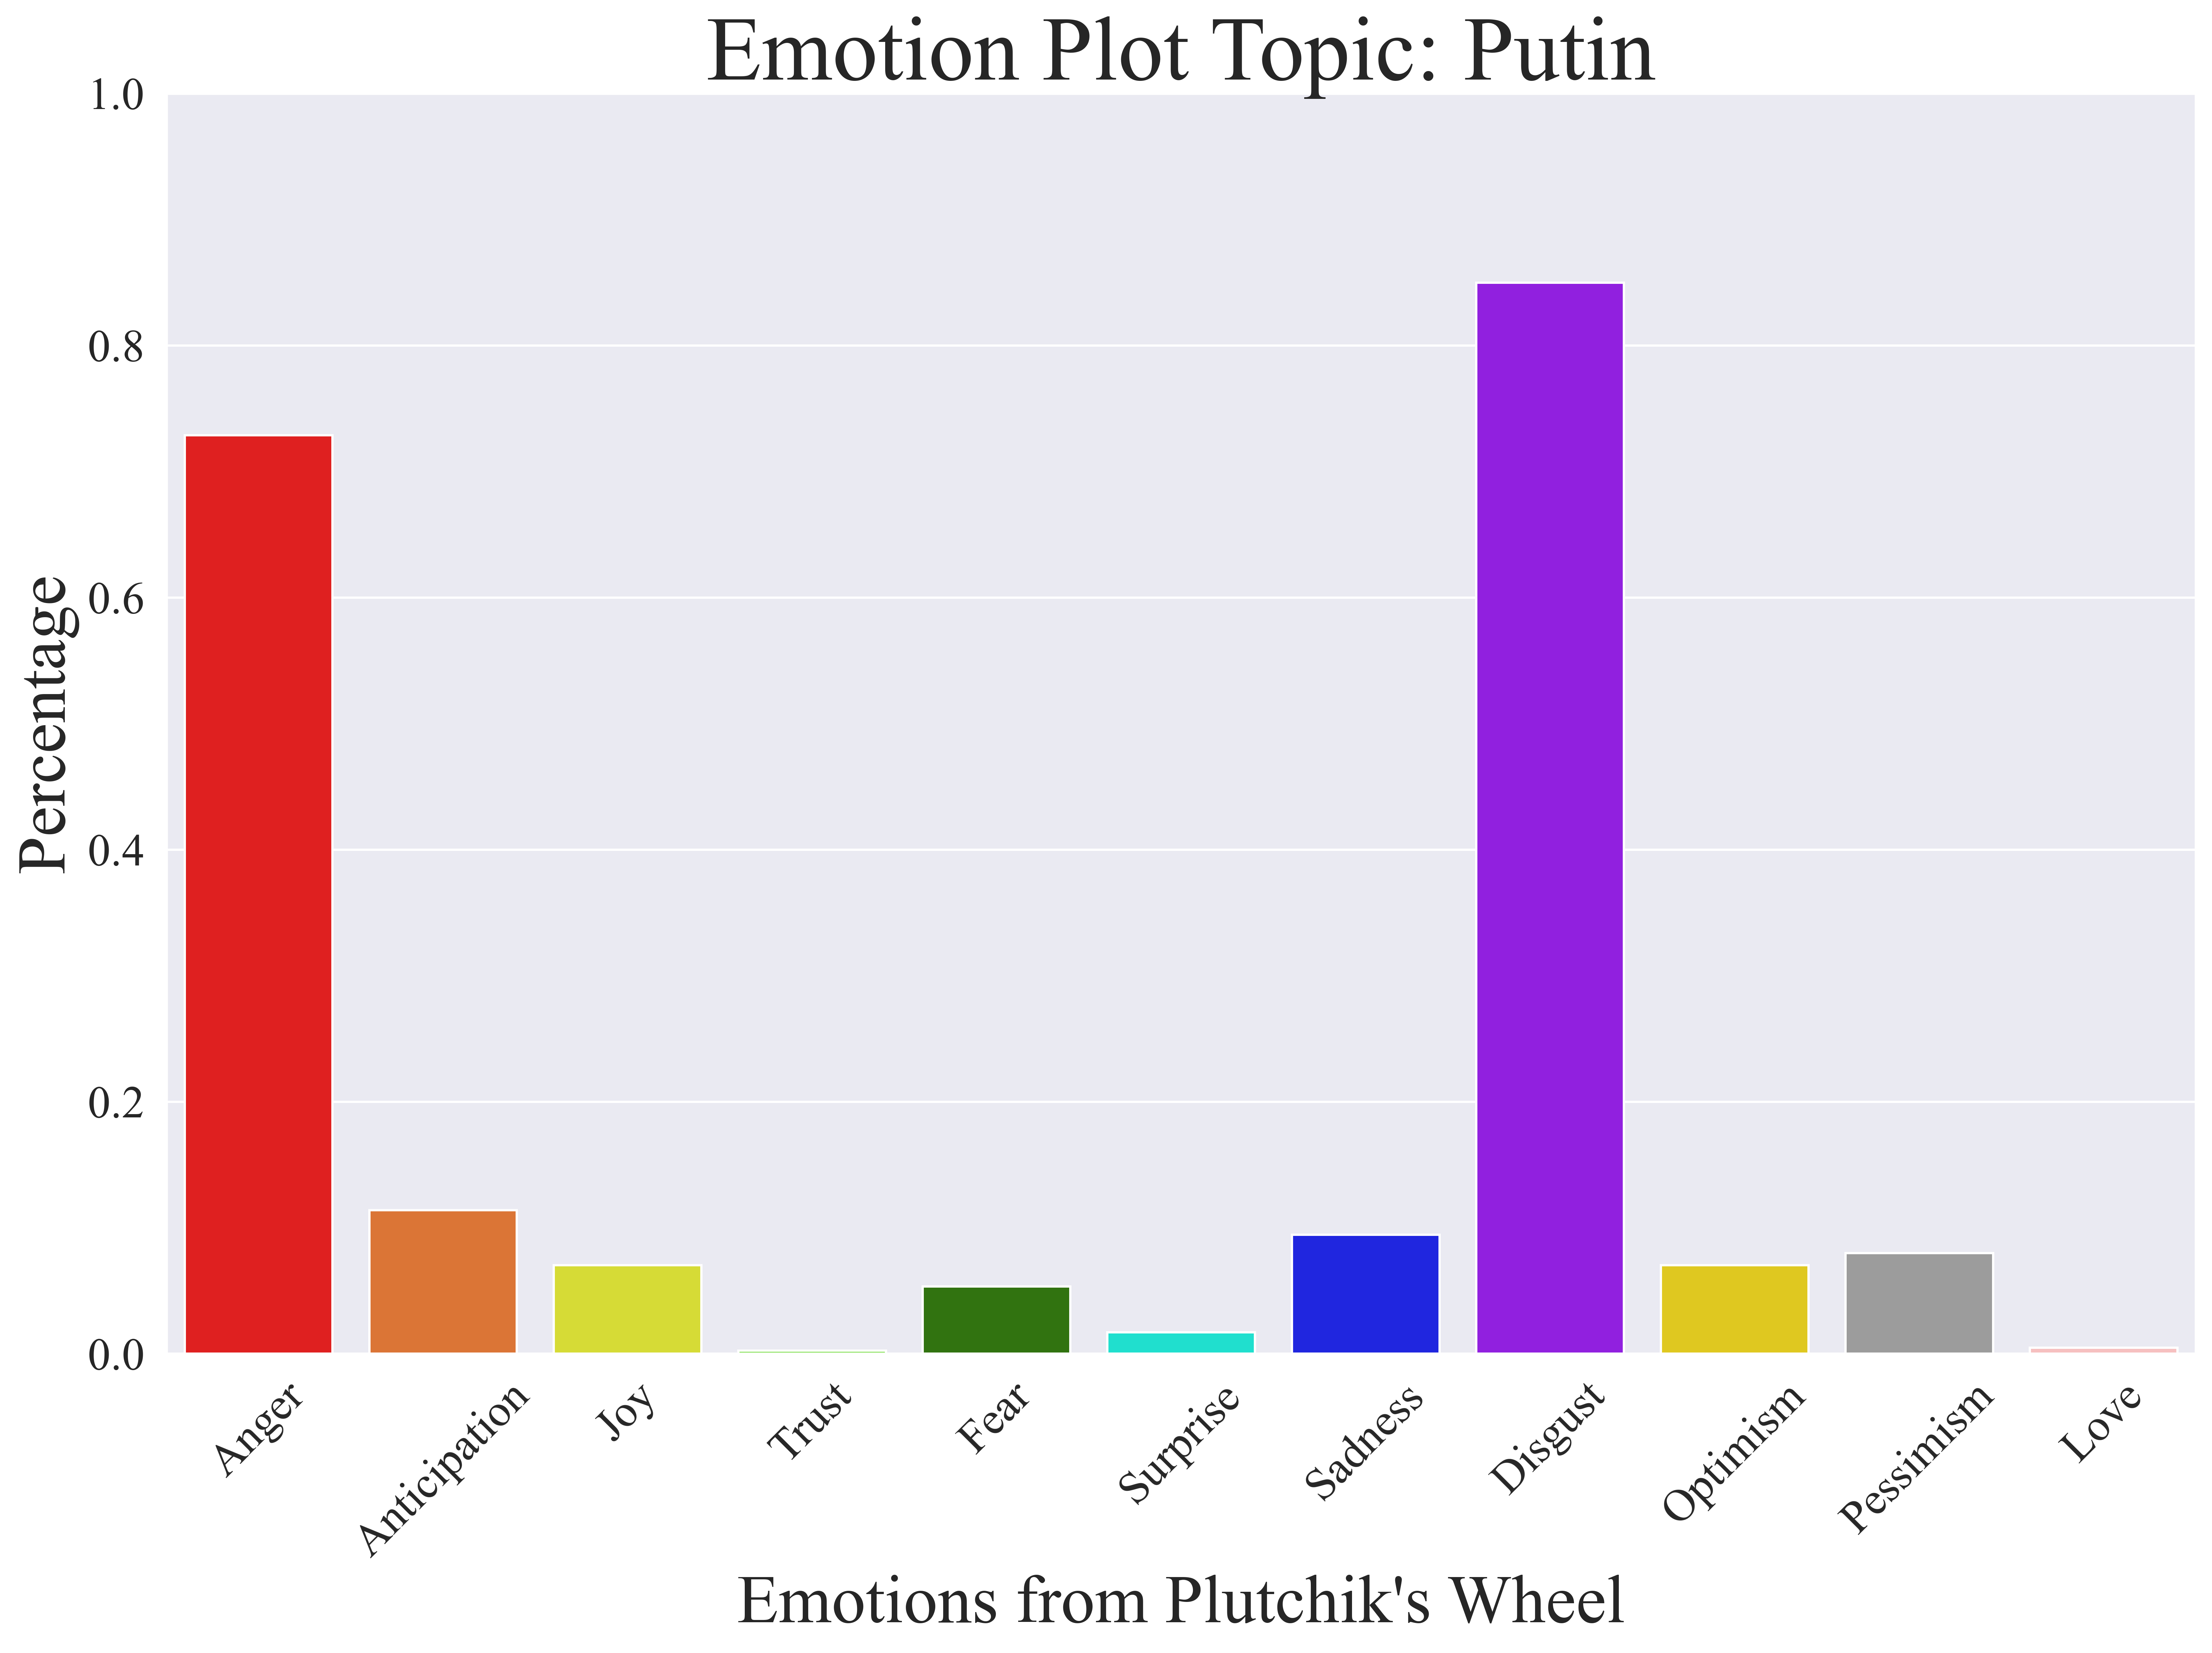 Emotion Plot Topic: Putin
1.0
0.8
0.6
0.4
0.2
0.0
Percentage
Anger
Anticipation
Joy
Trust
Fear
Surprise
Sadness
Disgust
Optimism
Pessimism
Love
Emotions from Plutchik's Wheel